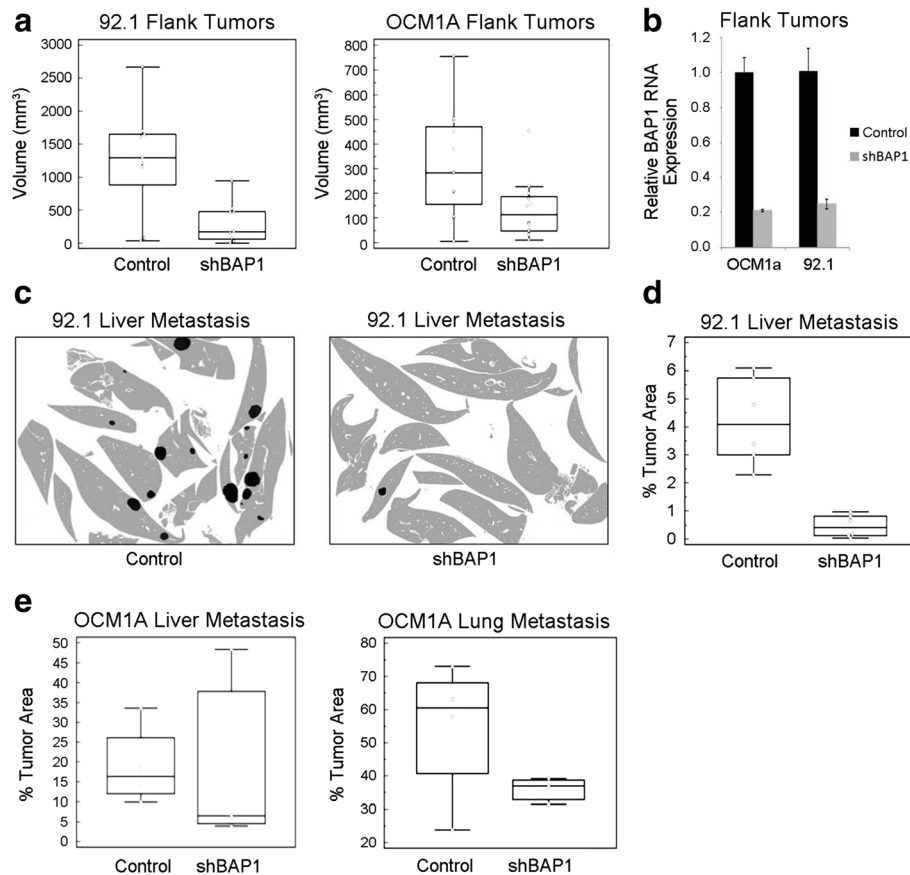 a
92.1 Flank Tumors
Volume (mm³)
3000
2500
2000
1500
1000
500
0
Control
shBAP1
OCM1A Flank Tumors
Volume (mm³)
800
700
600
500
400
300
200
100
0
Control
shBAP1
b
Flank Tumors
Relative BAP1 RNA
Expression
1.2
1.0
0.8
0.6
0.4
0.2
0.0
OCM1a
92.1
Control
shBAP1
c
92.1 Liver Metastasis
Control
92.1 Liver Metastasis
shBAP1
d
92.1 Liver Metastasis
% Tumor Area
7
6
5
4
3
2
1
0
Control
shBAP1
e
OCM1A Liver Metastasis
% Tumor Area
50
45
40
35
30
25
20
15
10
5
0
Control
shBAP1
OCM1A Lung Metastasis
% Tumor Area
80
70
60
50
40
30
20
Control
shBAP1